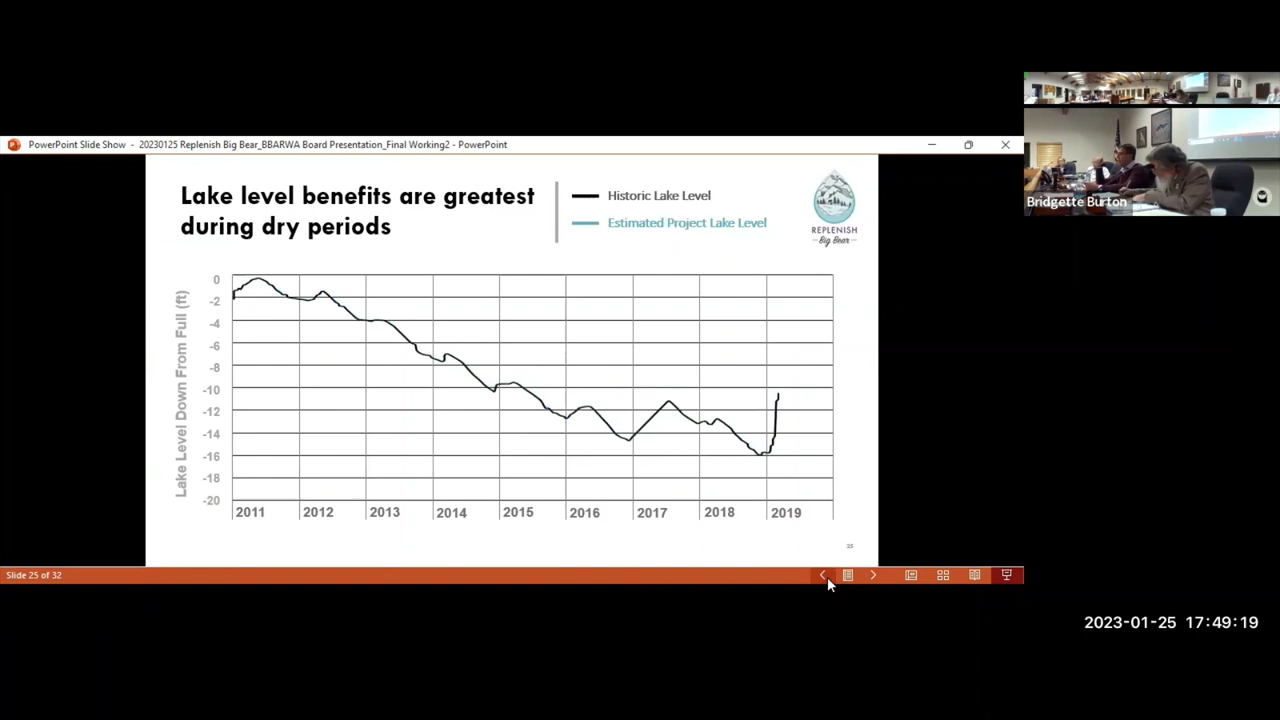 PowerPoint Slide Show - 20230125 Replenish Big Bear_BBARWA Board Presentation_Final Working2 - PowerPoint
Lake level benefits are greatest
during dry periods
Historic Lake Level
Estimated Project Lake Level
REPLENISH
Big Bear
Lake Level Down From Full (ft)
0
-2
-4
-6
-8
-10
-12
-14
-16
-18
-20
2011 2012 2013 2014 2015 2016 2017 2018 2019
25
Slide 25 of 32
Bridgette Burton
2023-01-25 17:49:19